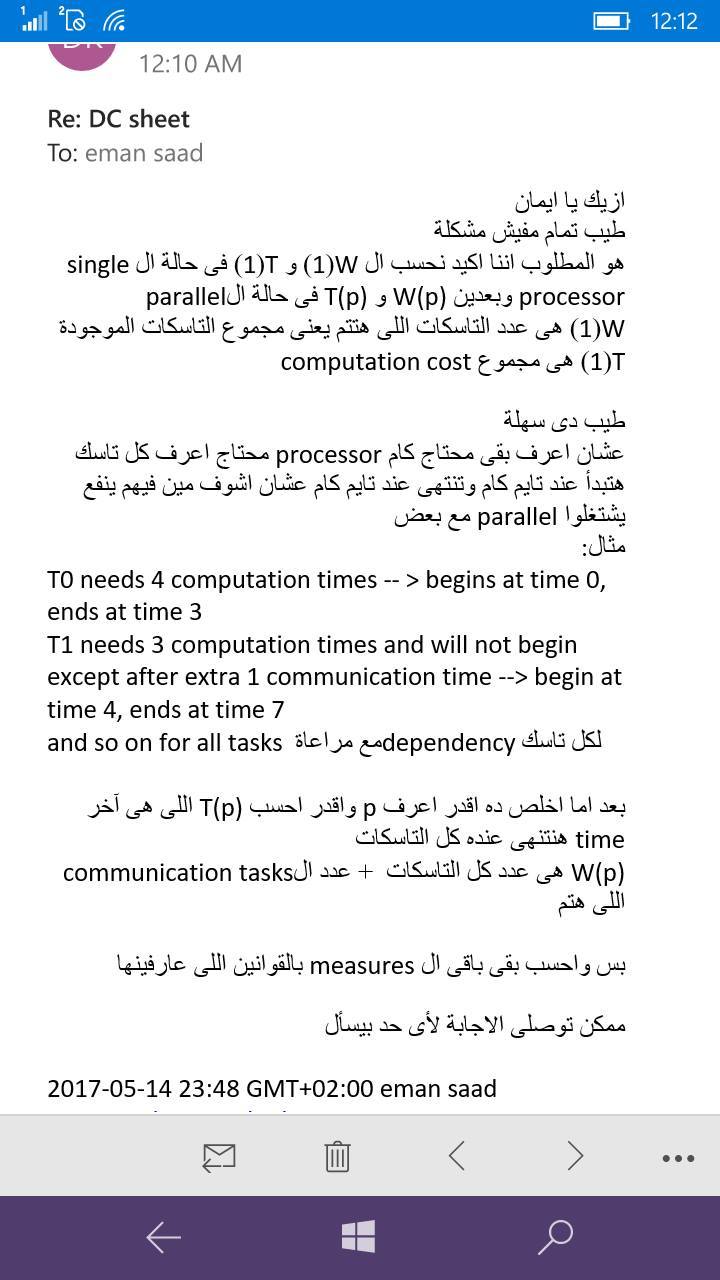 1
2
12:12
12:10 AM
Re: DC sheet
To: eman saad
ازيك يا ايمان
طيب تمام مفيش مشكلة
هو المطلوب اننا اكيد نحسب ال W(1) و T(1) فى حالة ال single
processor وبعدين W(p) و T(p) فى حالة الparallel
W(1) هى عدد التاسكات اللى هتتم يعنى مجموع التاسكات الموجودة
T(1) هى مجموع computation cost
طيب دى سهلة
عشان اعرف بقى محتاج كام processor محتاج اعرف كل تاسك
هتبدأ عند تايم كام وتنتهى عند تايم كام عشان اشوف مين فيهم ينفع
يشتغلوا parallel مع بعض
مثال:
T0 needs 4 computation times -- > begins at time 0,
ends at time 3
T1 needs 3 computation times and will not begin
except after extra 1 communication time --> begin at
time 4, ends at time 7
and so on for all tasks مع مراعاة dependency لكل تاسك
بعد اما اخلص ده اقدر اعرف p واقدر احسب T(p) اللى هى آخر
time هنتنهى عنده كل التاسكات
W(p) هى عدد كل التاسكات + عدد الcommunication tasks
اللى هتم
بس واحسب بقى باقى ال measures بالقوانين اللى عارفينها
ممكن توصلى الاجابة لأى حد بيسأل
2017-05-14 23:48 GMT+02:00 eman saad